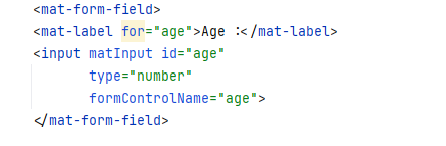 <mat-form-field>
<mat-label for="age">Age :</mat-label>
<input matInput id="age"
type="number"
formControlName="age">
</mat-form-field>